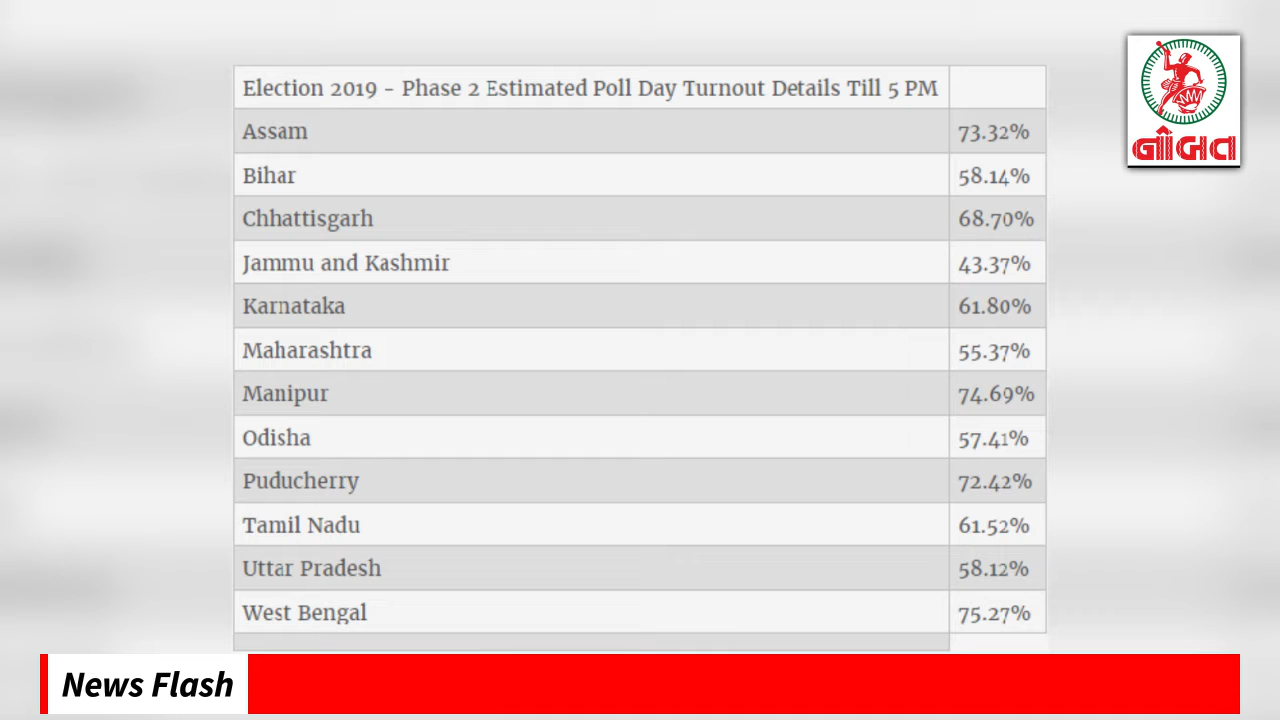 Election 2019 - Phase 2 Estimated Poll Day Turnout Details Till 5 PM
Assam 73.32%
Bihar 58.14%
Chhattisgarh 68.70%
Jammu and Kashmir 43.37%
Karnataka 61.80%
Maharashtra 55.37%
Manipur 74.69%
Odisha 57.41%
Puducherry 72.42%
Tamil Nadu 61.52%
Uttar Pradesh 58.12%
West Bengal 75.27%
News Flash